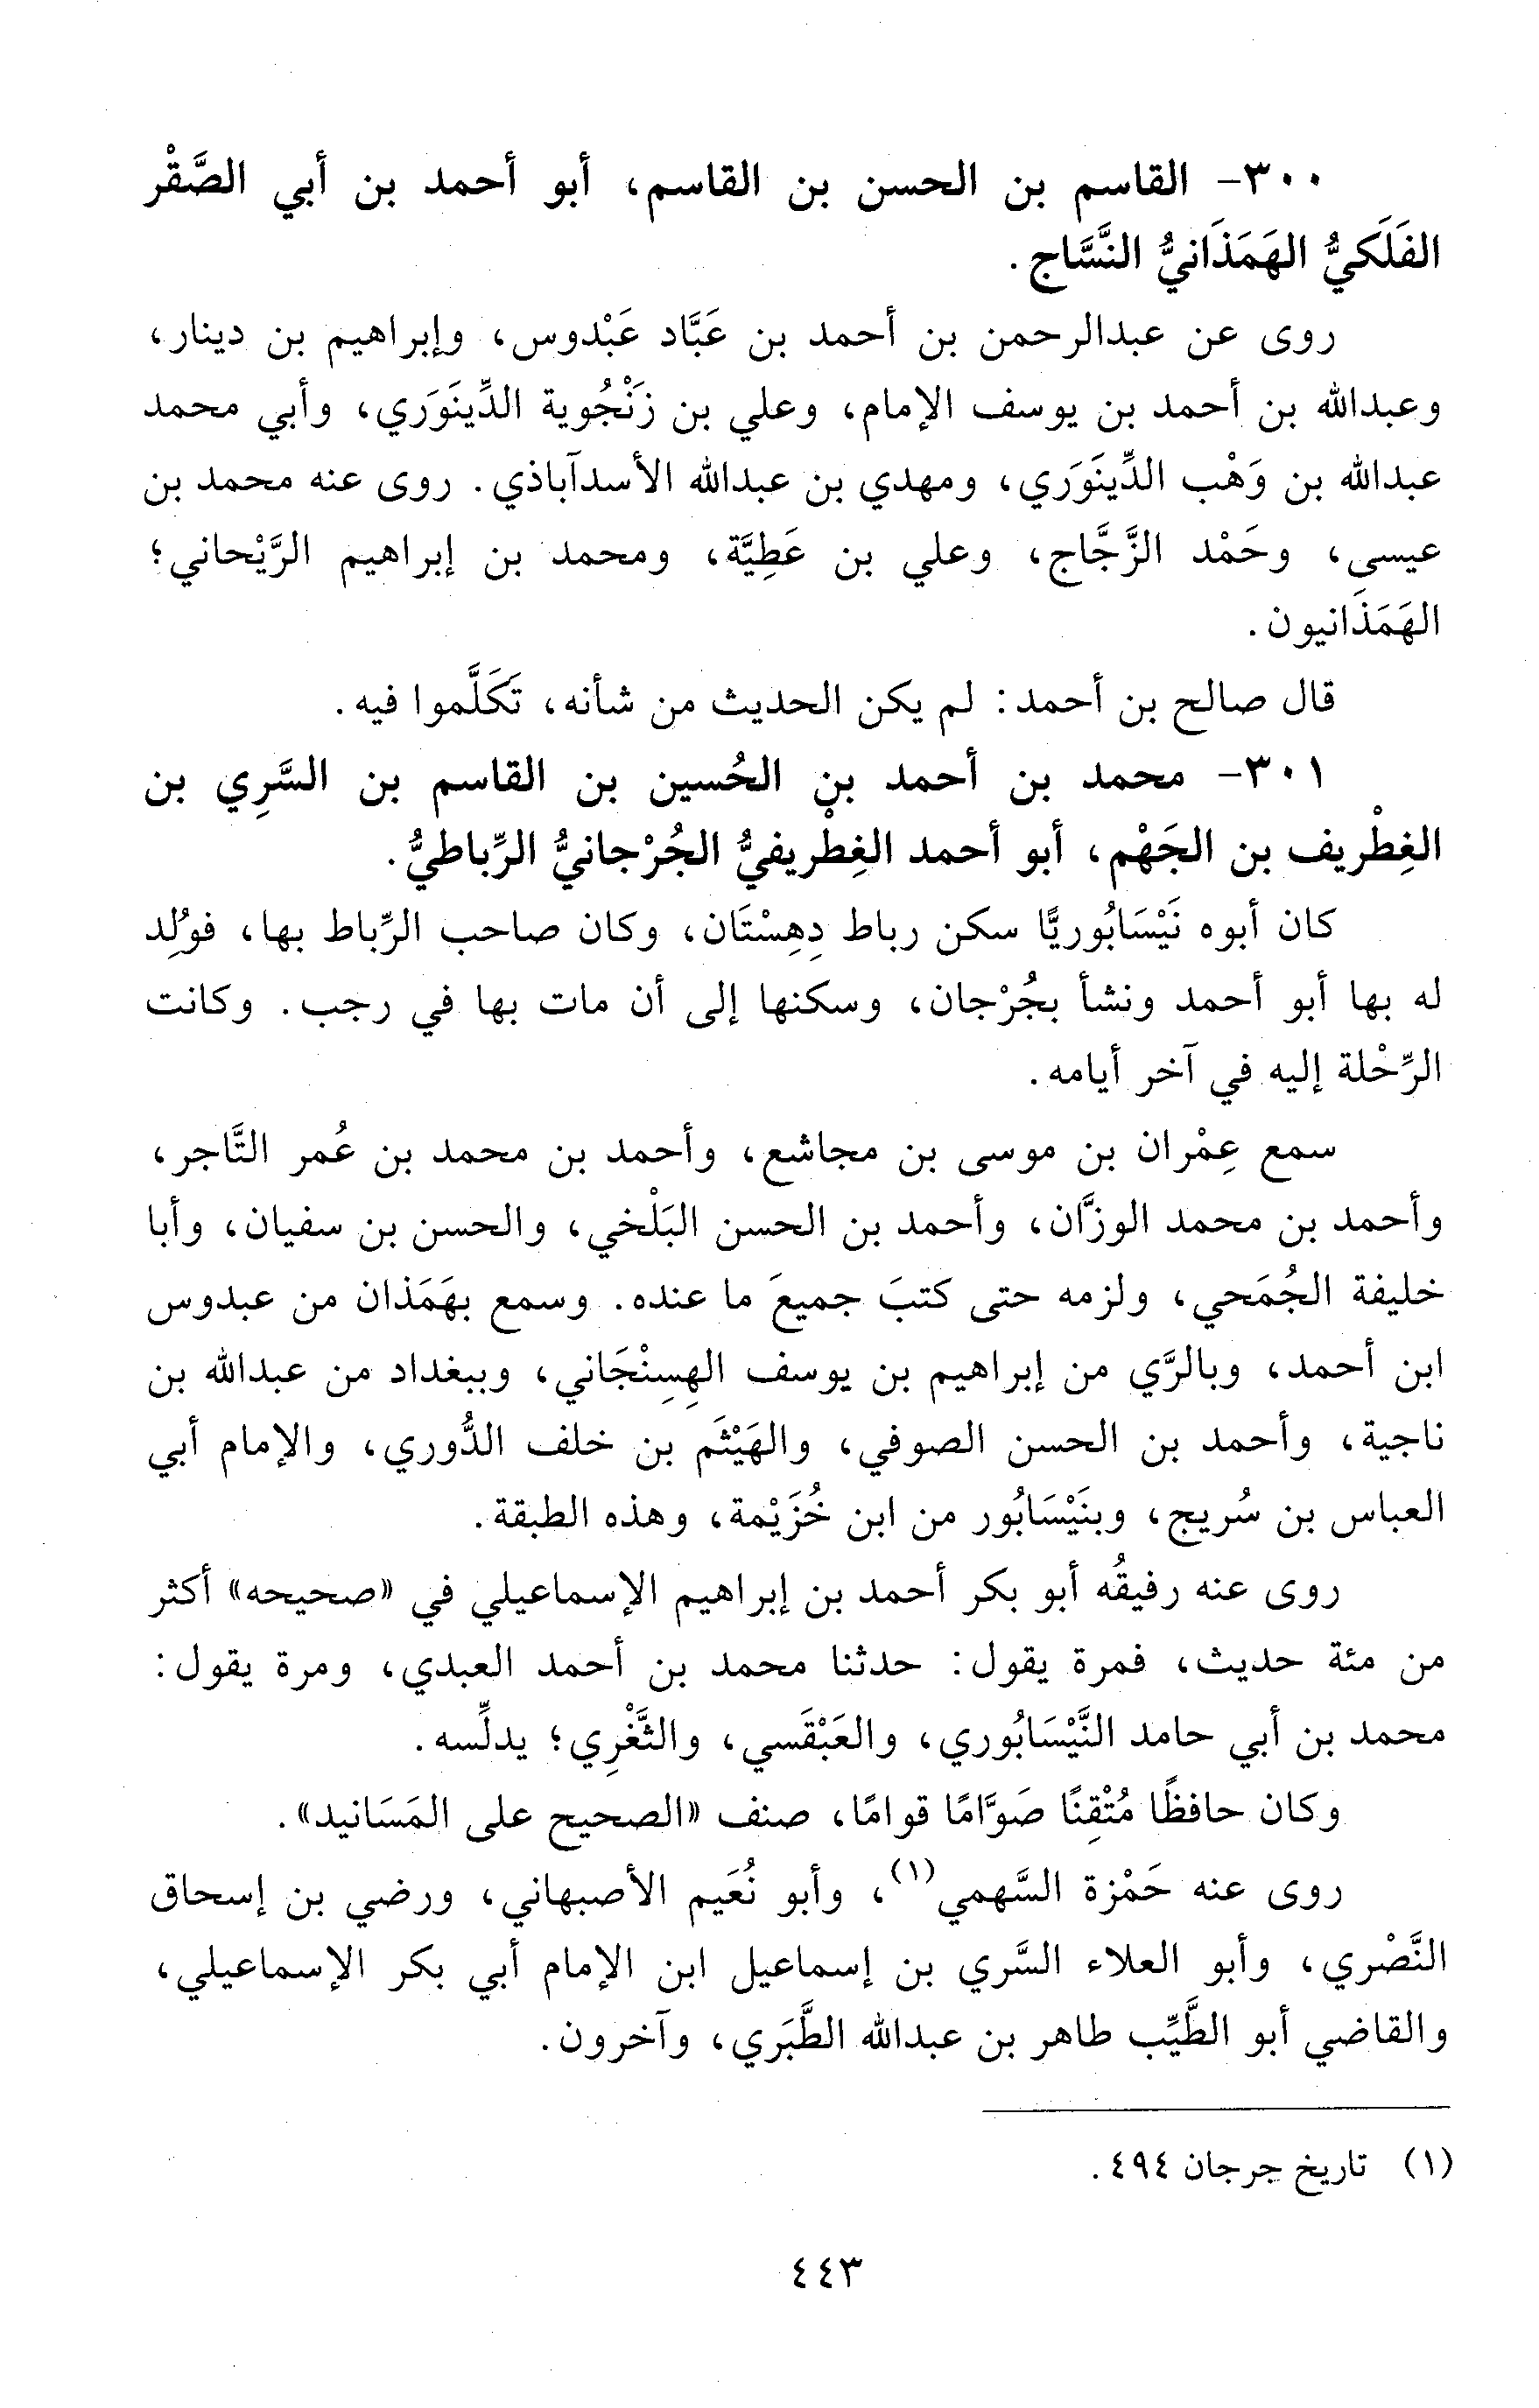 ٣٠٠- القاسم بن الحسن بن القاسم، أبو أحمد بن أبي الصَّقْر
الفَلَكيُّ الهَمَذَانيُّ النَّسَّاج.
روى عن عبدالرحمن بن أحمد بن عَبَّاد عَبْدوس، وإبراهيم بن دينار،
وعبدالله بن أحمد بن يوسف الإمام، وعلي بن زَنْجُوية الدِّينَوَري، وأبي محمد
عبدالله بن وَهْب الدِّينَوَري، ومهدي بن عبدالله الأسدآباذي. روى عنه محمد بن
عيسى، وحَمْد الزَّجَّاج، وعلي بن عَطِيَّة، ومحمد بن إبراهيم الرَّيْحاني؛
الهَمَذَانيون.
قال صالح بن أحمد: لم يكن الحديث من شأنه، تَكَلَّموا فيه.
٣٠١- محمد بن أحمد بن الحُسين بن القاسم بن السَّرِي بن
الغِطْريف بن الجَهْم، أبو أحمد الغِطْريفيُّ الجُرْجانيُّ الرِّباطيُّ.
كان أبوه نَيْسَابُوريًّا سكن رباط دِهِسْتَان، وكان صاحب الرِّباط بها، فوُلِد
له بها أبو أحمد ونشأ بجُرْجان، وسكنها إلى أن مات بها في رجب. وكانت
الرِّحْلة إليه في آخر أيامه.
سمع عِمْران بن موسى بن مجاشع، وأحمد بن محمد بن عُمر التَّاجر،
وأحمد بن محمد الوزَّان، وأحمد بن الحسن البَلْخي، والحسن بن سفيان، وأبا
خليفة الجُمَحي، ولزمه حتى كتبَ جميعَ ما عنده. وسمع بهَمَذان من عبدوس
ابن أحمد، وبالرَّي من إبراهيم بن يوسف الهِسِنْجَاني، وببغداد من عبدالله بن
ناجية، وأحمد بن الحسن الصوفي، والهَيْثَم بن خلف الدُّوري، والإمام أبي
العباس بن سُريج، وبنَيْسَابُور من ابن خُزَيْمة، وهذه الطبقة.
روى عنه رفيقُه أبو بكر أحمد بن إبراهيم الإسماعيلي في «صحيحه» أكثر
من مئة حديث، فمرة يقول: حدثنا محمد بن أحمد العبدي، ومرة يقول:
محمد بن أبي حامد النَّيْسَابُوري، والعَبْقَسي، والثَّغْرِي؛ يدلِّسه.
وكان حافظًا مُتْقِنًا صَوَّامًا قوامًا، صنف «الصحيح على المَسَانيد».
روى عنه حَمْزة السَّهمي(١)، وأبو نُعَيم الأصبهاني، ورضي بن إسحاق
النَّصْري، وأبو العلاء السَّري بن إسماعيل ابن الإمام أبي بكر الإسماعيلي،
والقاضي أبو الطَّيِّب طاهر بن عبدالله الطَّبَري، وآخرون.
(١) تاريخ جرجان ٤٩٤.
٤٤٣